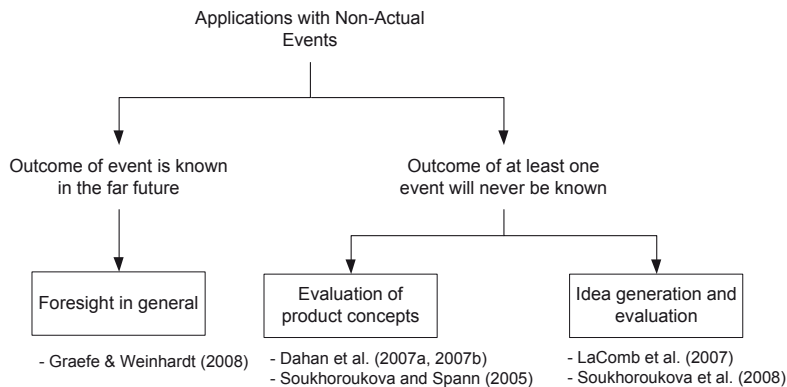 Applications with Non-Actual
Events
Outcome of event is known
in the far future
Outcome of at least one
event will never be known
Foresight in general
Evaluation of
product concepts
Idea generation and
evaluation
- Graefe & Weinhardt (2008)
- Dahan et al. (2007a, 2007b)
- Soukhoroukova and Spann (2005)
- LaComb et al. (2007)
- Soukhoroukova et al. (2008)